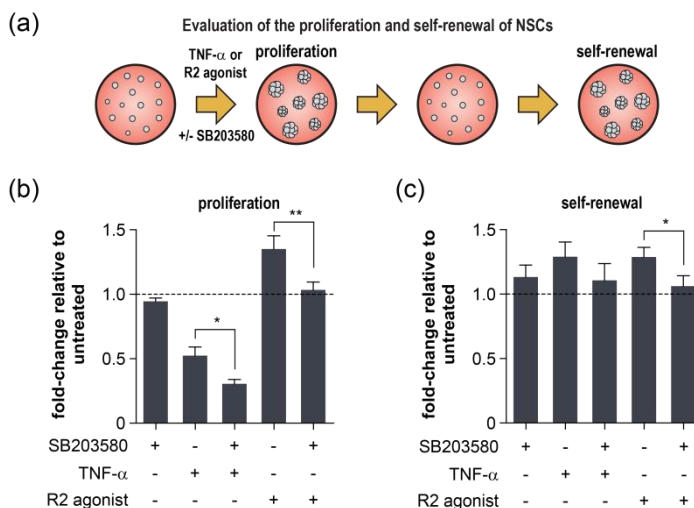 (a)
Evaluation of the proliferation and self-renewal of NSCs
TNF-α or
R2 agonist
+/- SB203580
proliferation
self-renewal
(b)
proliferation
fold-change relative to
untreated
1.5
1.0
0.5
0
*
**
SB203580 + - + - +
TNF-α - + + - -
R2 agonist - - - + +
(c)
self-renewal
fold-change relative to
untreated
1.5
1.0
0.5
0
*
SB203580 + - + - +
TNF-α - + + - -
R2 agonist - - - + +